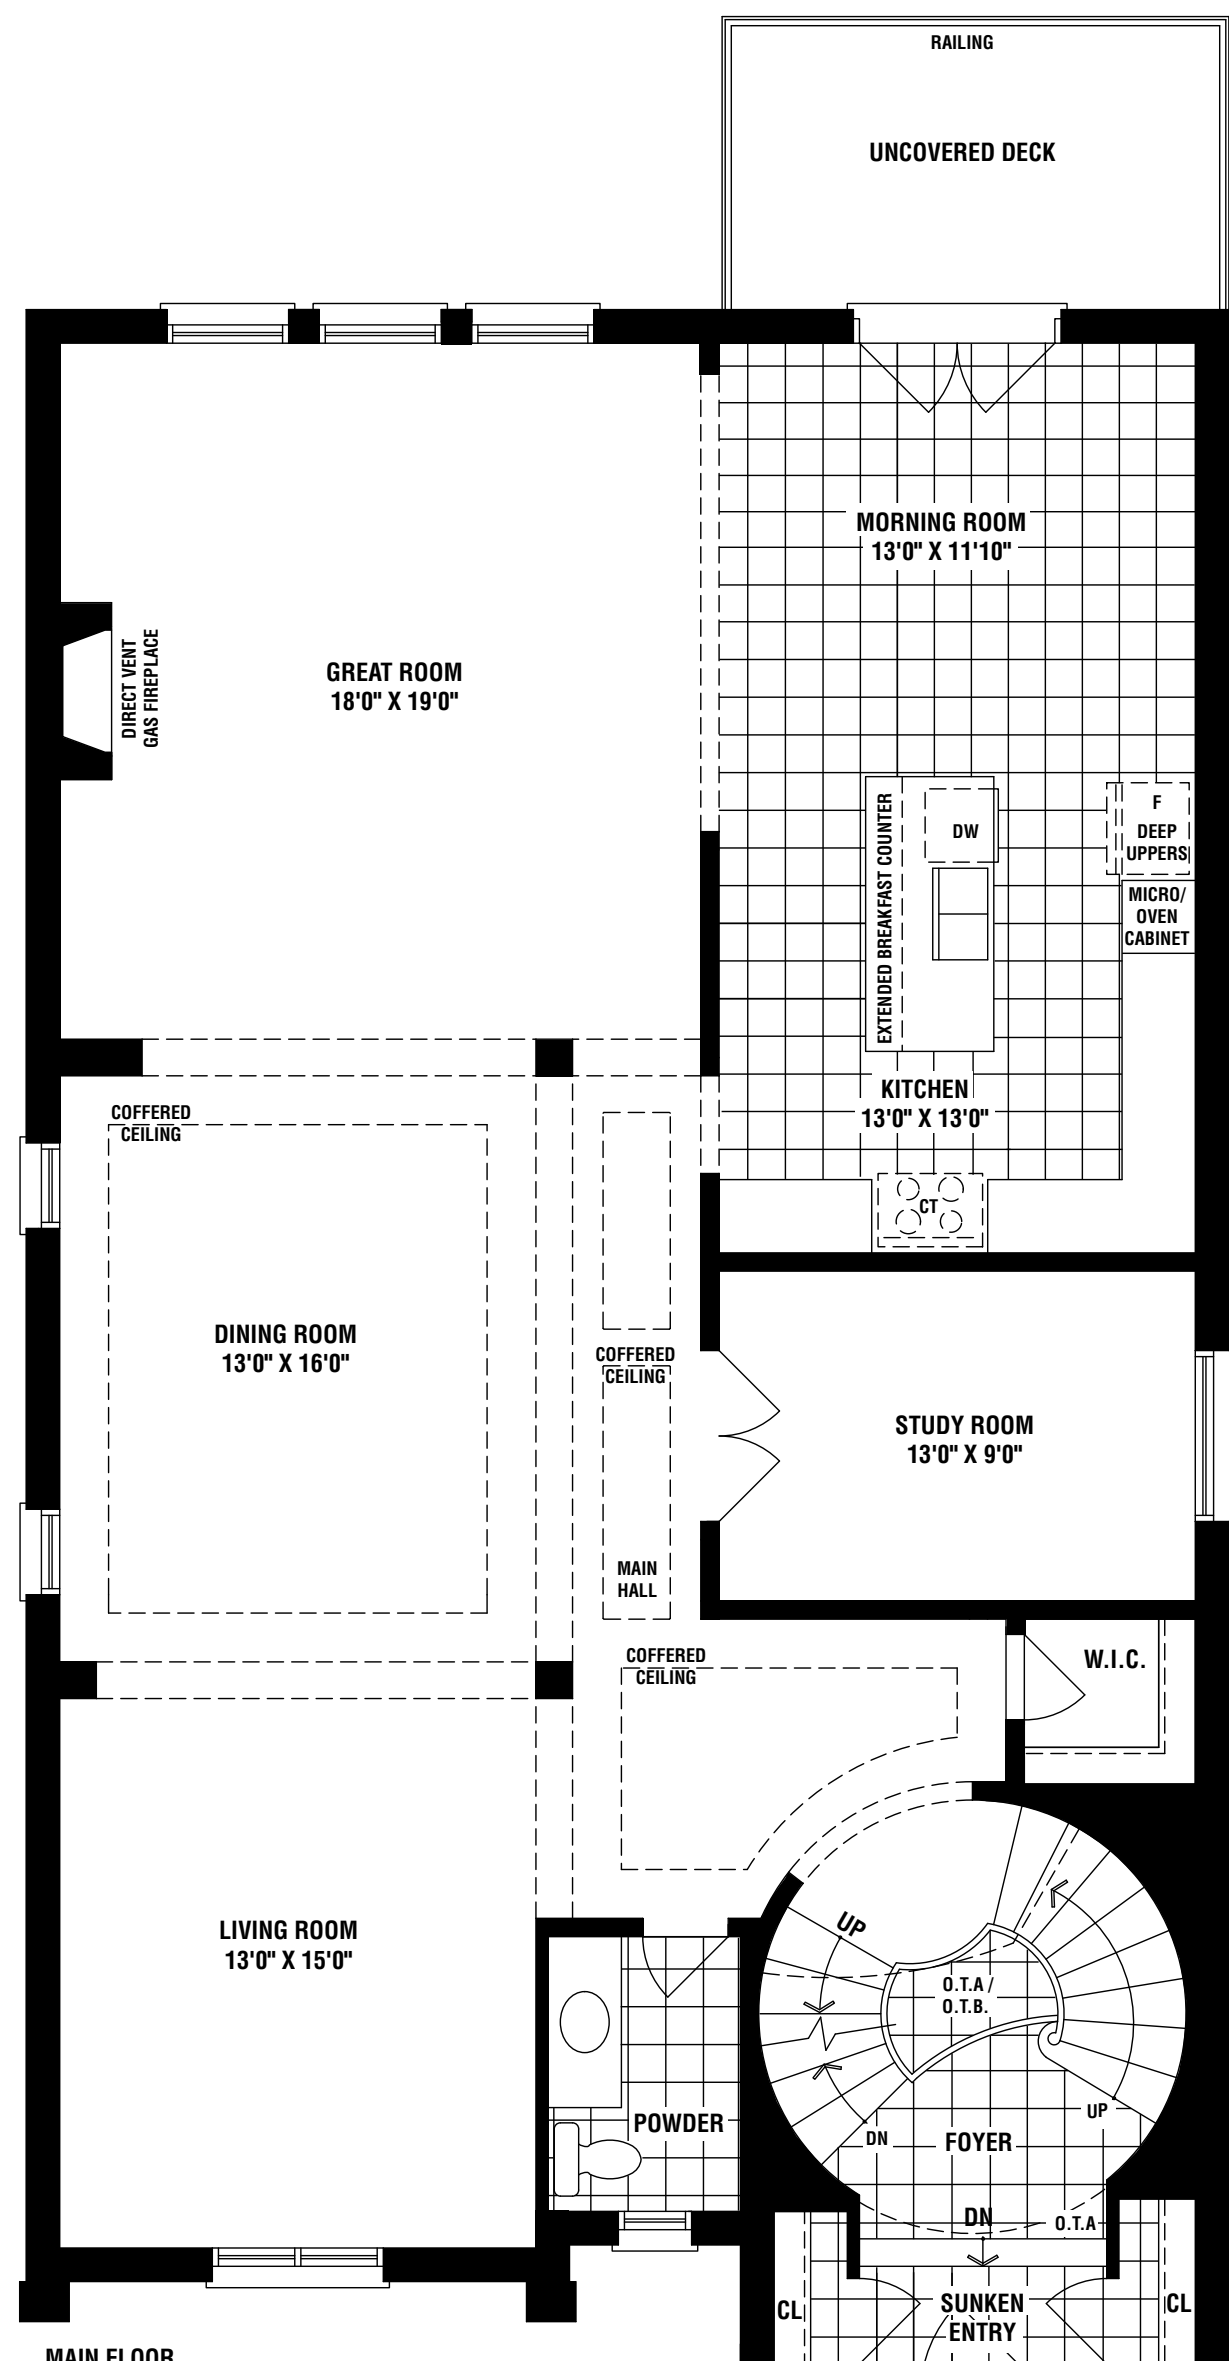 RAILING
UNCOVERED DECK
MORNING ROOM
13'0" X 11'10"
GREAT ROOM
18'0" X 19'0"
DIRECT VENT
GAS FIREPLACE
EXTENDED BREAKFAST COUNTER
DW
F
DEEP
UPPERS
MICRO/
OVEN
CABINET
KITCHEN
13'0" X 13'0"
CT
COFFERED
CEILING
DINING ROOM
13'0" X 16'0"
COFFERED
CEILING
STUDY ROOM
13'0" X 9'0"
MAIN
HALL
COFFERED
CEILING
W.I.C.
LIVING ROOM
13'0" X 15'0"
UP
O.T.A /
O.T.B.
POWDER
UP
DN
FOYER
DN
O.T.A
CL
SUNKEN
ENTRY
CL
MAIN FLOOR